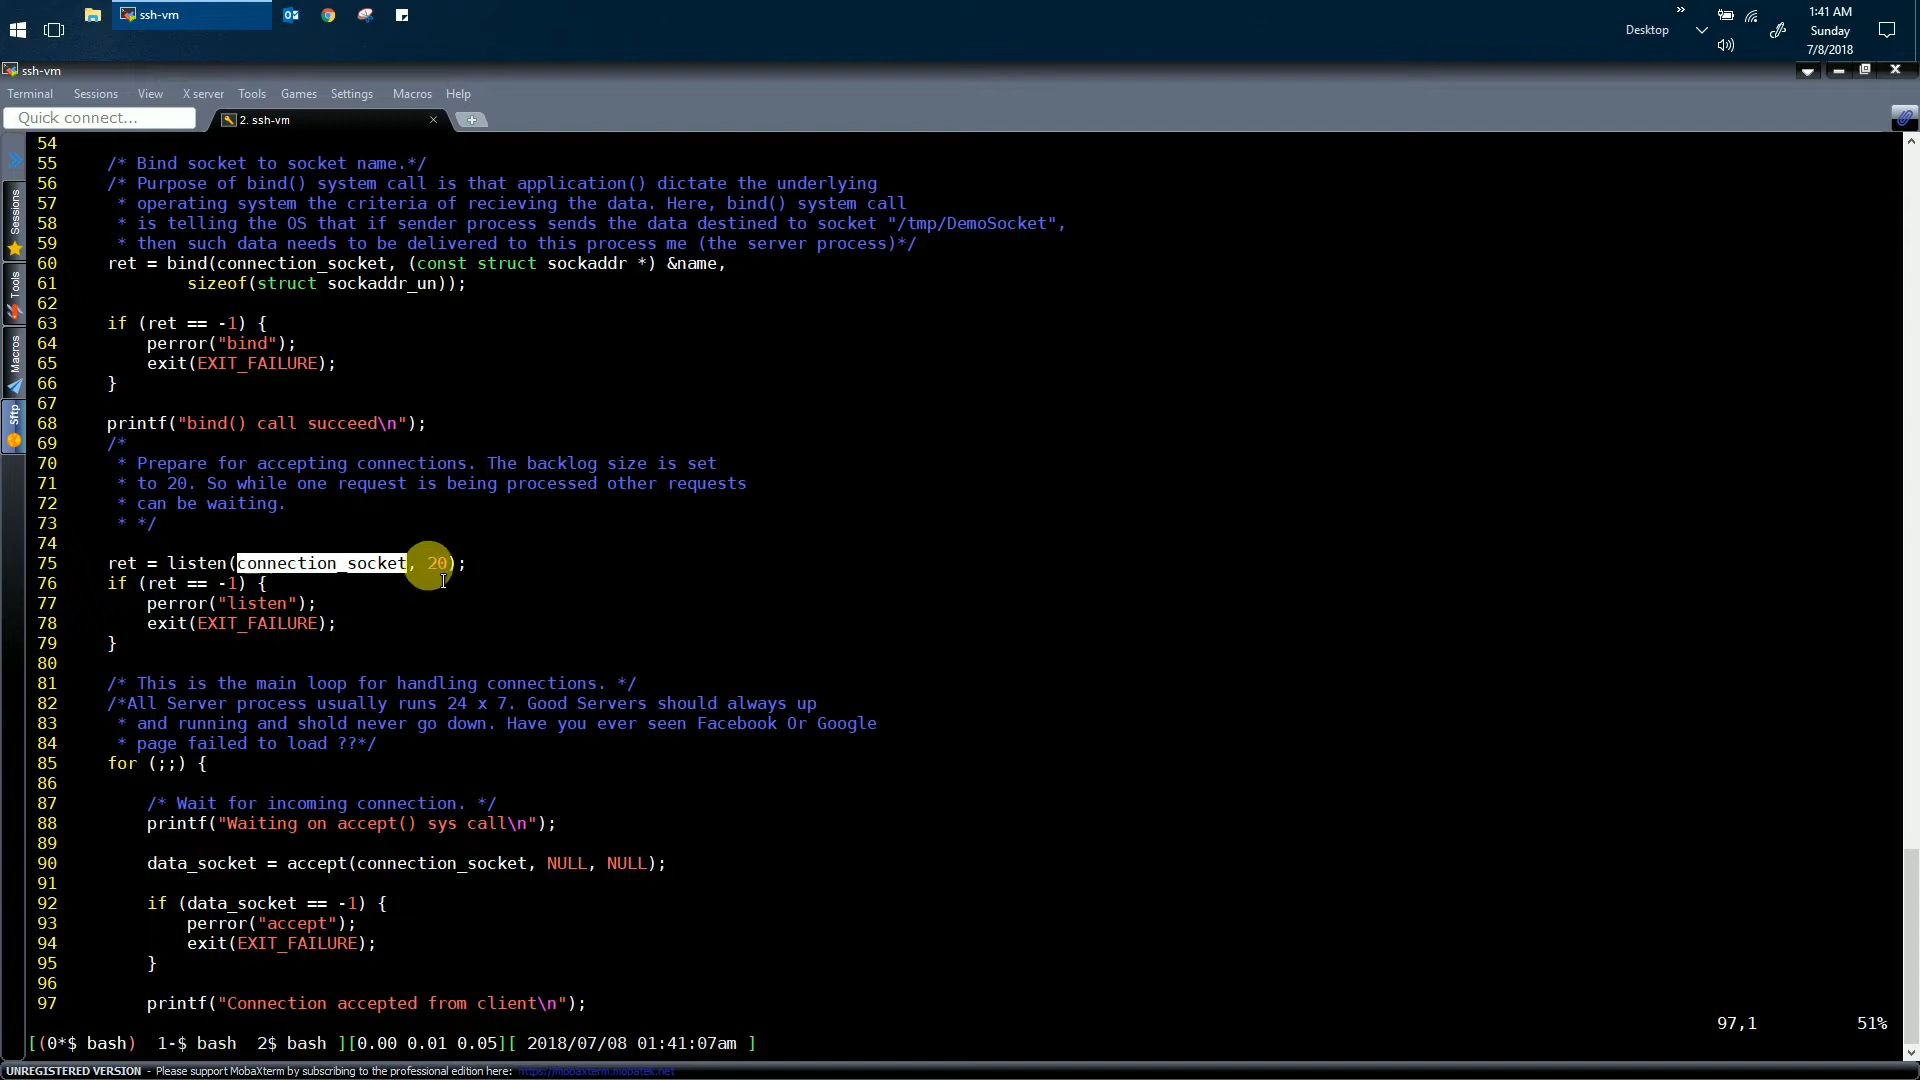 ssh-vm
Desktop
»
1:41 AM
Sunday
7/8/2018
ssh-vm
Terminal Sessions View X server Tools Games Settings Macros Help
Quick connect...
2. ssh-vm
Sessions
Tools
Macros
Sftp
54
55 /* Bind socket to socket name.*/
56 /* Purpose of bind() system call is that application() dictate the underlying
57 * operating system the criteria of recieving the data. Here, bind() system call
58 * is telling the OS that if sender process sends the data destined to socket "/tmp/DemoSocket",
59 * then such data needs to be delivered to this process me (the server process)*/
60 ret = bind(connection_socket, (const struct sockaddr *) &name,
61 sizeof(struct sockaddr_un));
62
63 if (ret == -1) {
64 perror("bind");
65 exit(EXIT_FAILURE);
66 }
67
68 printf("bind() call succeed\n");
69 /*
70 * Prepare for accepting connections. The backlog size is set
71 * to 20. So while one request is being processed other requests
72 * can be waiting.
73 * */
74
75 ret = listen(connection_socket, 20);
76 if (ret == -1) {
77 perror("listen");
78 exit(EXIT_FAILURE);
79 }
80
81 /* This is the main loop for handling connections. */
82 /*All Server process usually runs 24 x 7. Good Servers should always up
83 * and running and shold never go down. Have you ever seen Facebook Or Google
84 * page failed to load ??*/
85 for (;;) {
86
87 /* Wait for incoming connection. */
88 printf("Waiting on accept() sys call\n");
89
90 data_socket = accept(connection_socket, NULL, NULL);
91
92 if (data_socket == -1) {
93 perror("accept");
94 exit(EXIT_FAILURE);
95 }
96
97 printf("Connection accepted from client\n");
97,1 51%
[(0*$ bash) 1-$ bash 2$ bash ][0.00 0.01 0.05][ 2018/07/08 01:41:07am ]
UNREGISTERED VERSION - Please support MobaXterm by subscribing to the professional edition here: https://mobaxterm.mobatek.net